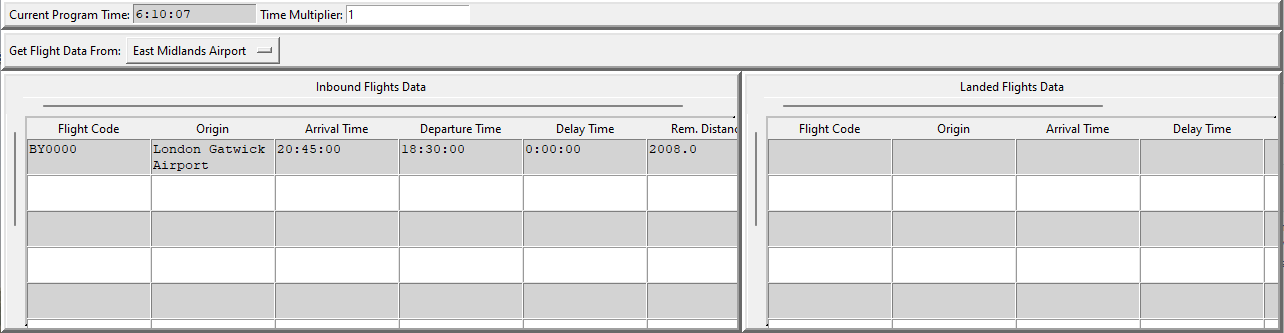 Current Program Time: 6:10:07 Time Multiplier: 1
Get Flight Data From: East Midlands Airport
Inbound Flights Data
Landed Flights Data
Flight Code Origin Arrival Time Departure Time Delay Time Rem. Distanc
Flight Code Origin Arrival Time Delay Time
BY0000 London Gatwick 20:45:00 18:30:00 0:00:00 2008.0
Airport